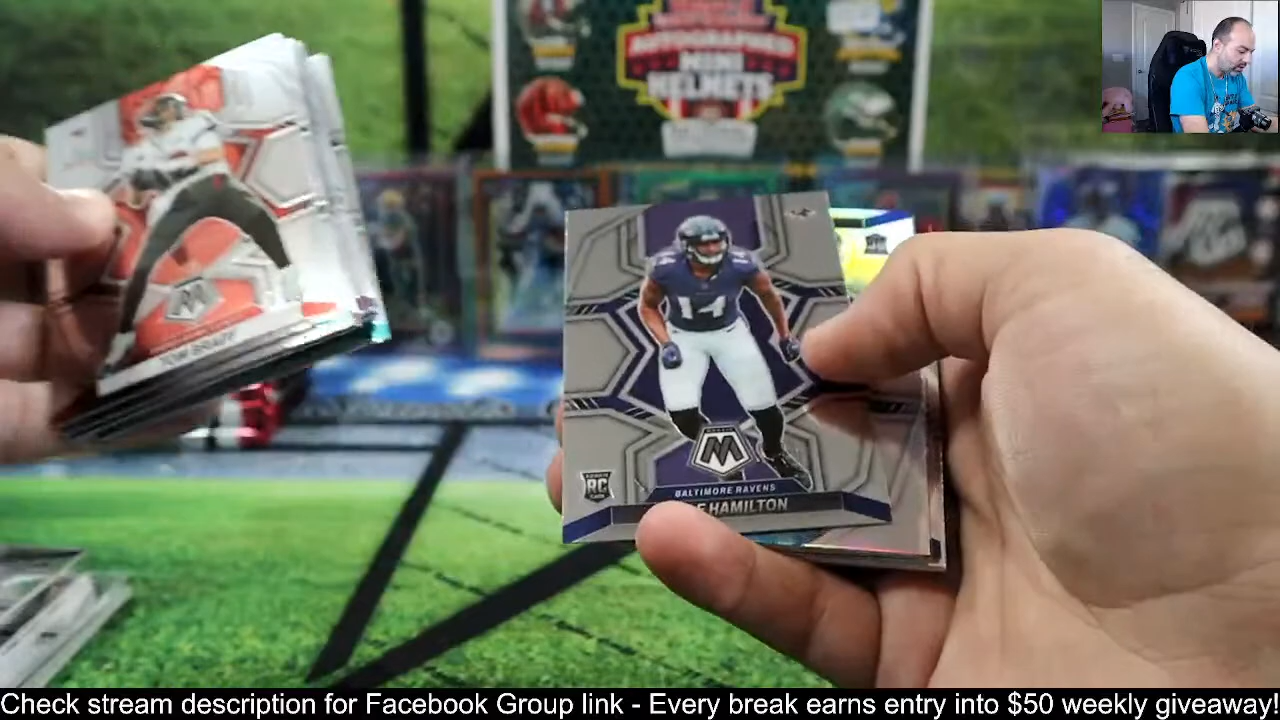 AUTOGRAPHED
MINI
HELMETS
TOM BRADY
14
14
M
RC
BALTIMORE RAVENS
HAMILTON
Check stream description for Facebook Group link - Every break earns entry into $50 weekly giveaway!